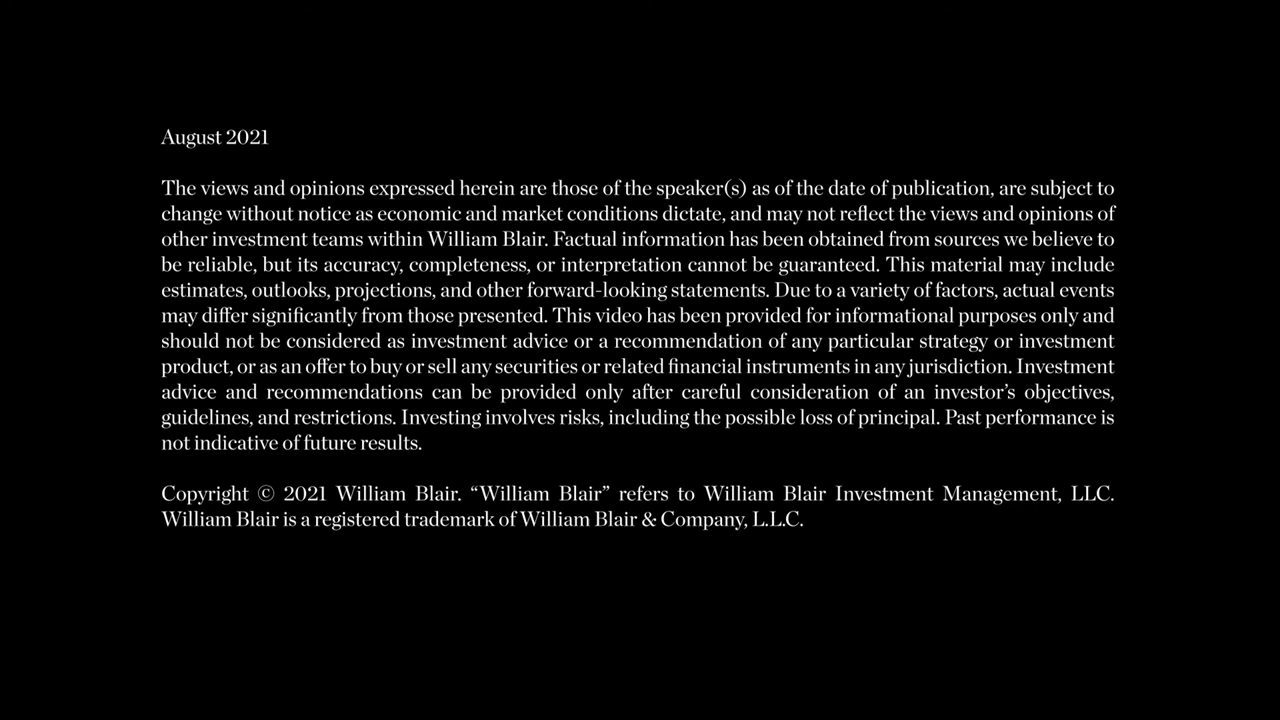 August 2021
The views and opinions expressed herein are those of the speaker(s) as of the date of publication, are subject to
change without notice as economic and market conditions dictate, and may not reflect the views and opinions of
other investment teams within William Blair. Factual information has been obtained from sources we believe to
be reliable, but its accuracy, completeness, or interpretation cannot be guaranteed. This material may include
estimates, outlooks, projections, and other forward-looking statements. Due to a variety of factors, actual events
may differ significantly from those presented. This video has been provided for informational purposes only and
should not be considered as investment advice or a recommendation of any particular strategy or investment
product, or as an offer to buy or sell any securities or related financial instruments in any jurisdiction. Investment
advice and recommendations can be provided only after careful consideration of an investor’s objectives,
guidelines, and restrictions. Investing involves risks, including the possible loss of principal. Past performance is
not indicative of future results.
Copyright © 2021 William Blair. “William Blair” refers to William Blair Investment Management, LLC.
William Blair is a registered trademark of William Blair & Company, L.L.C.